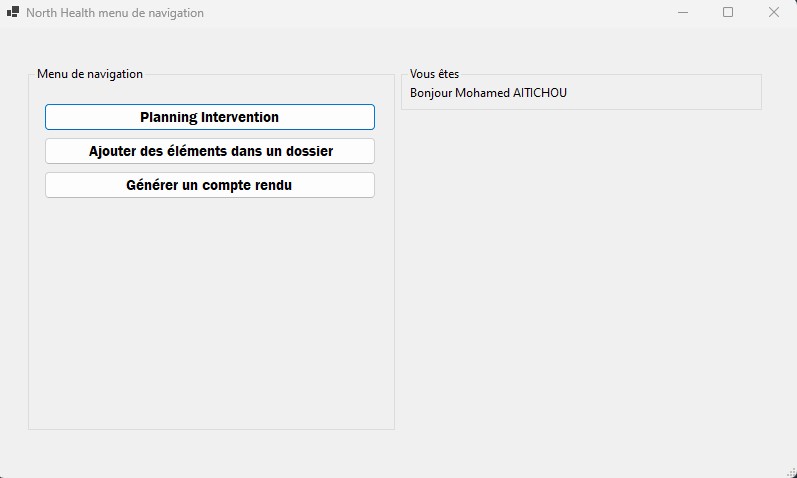 North Health menu de navigation
Menu de navigation
Planning Intervention
Ajouter des éléments dans un dossier
Générer un compte rendu
Vous êtes
Bonjour Mohamed AITICHOU